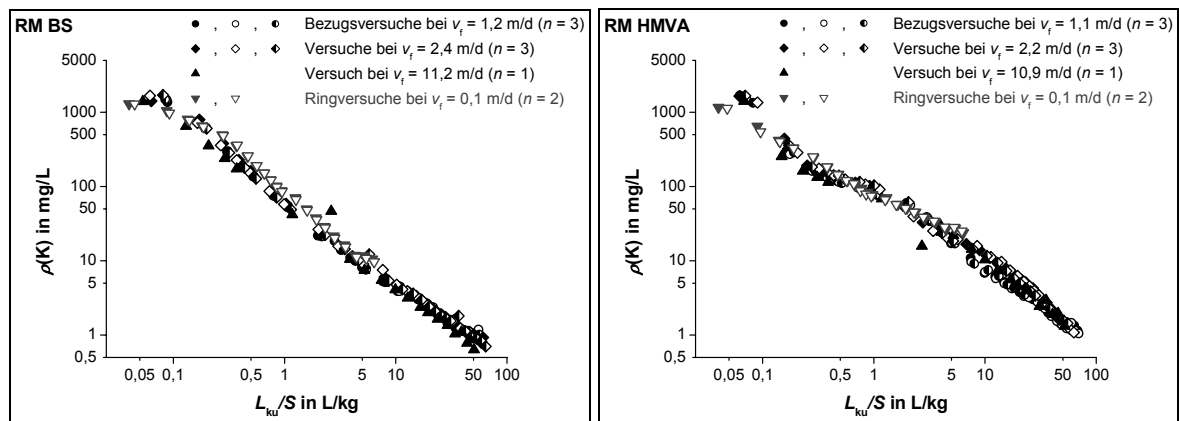 RM BS
, , Bezugsversuche bei vf = 1,2 m/d (n = 3)
, , Versuche bei vf = 2,4 m/d (n = 3)
Versuch bei vf = 11,2 m/d (n = 1)
, Ringversuche bei vf = 0,1 m/d (n = 2)
5000
1000
500
100
50
10
5
1
0,5
ρ(K) in mg/L
0,05 0,1 0,5 1 5 10 50 100
Lku/S in L/kg
RM HMVA
, , Bezugsversuche bei vf = 1,1 m/d (n = 3)
, , Versuche bei vf = 2,2 m/d (n = 3)
Versuch bei vf = 10,9 m/d (n = 1)
, Ringversuche bei vf = 0,1 m/d (n = 2)
5000
1000
500
100
50
10
5
1
0,5
ρ(K) in mg/L
0,05 0,1 0,5 1 5 10 50 100
Lku/S in L/kg